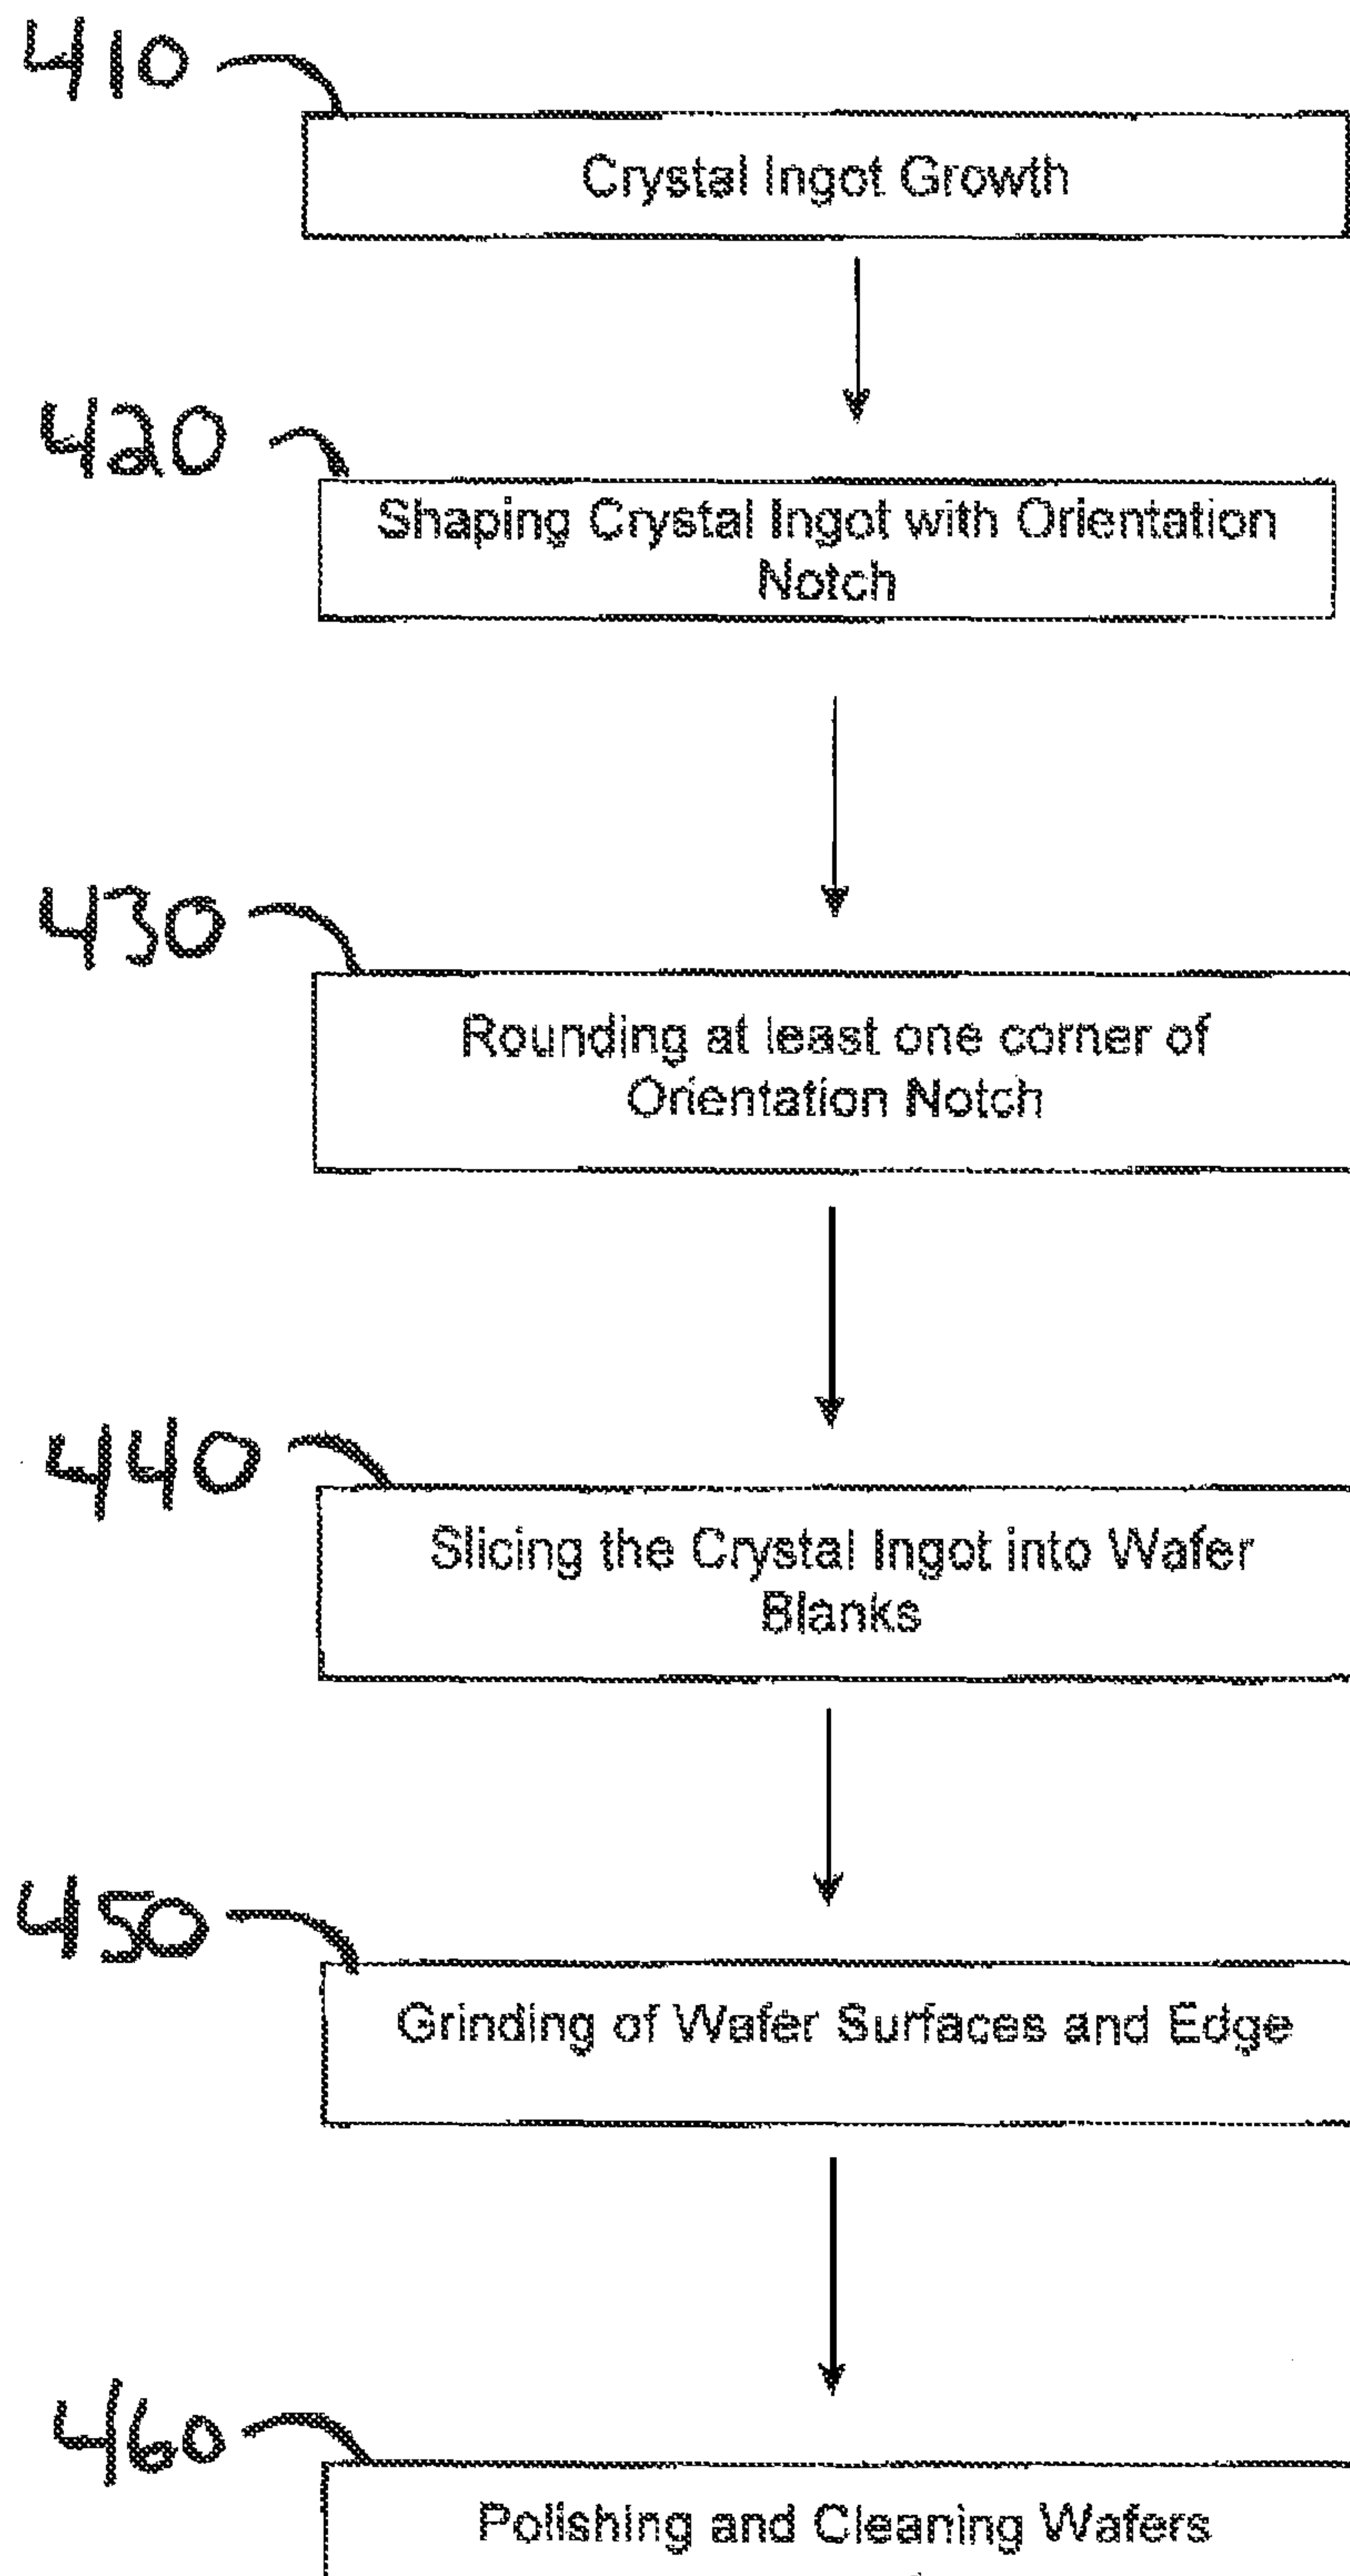 410
Crystal Ingot Growth
420
Shaping Crystal Ingot with Orientation
Notch
430
Rounding at least one corner of
Orientation Notch
440
Slicing the Crystal Ingot into Wafer
Blanks
450
Grinding of Wafer Surfaces and Edge
460
Polishing and Cleaning Wafers